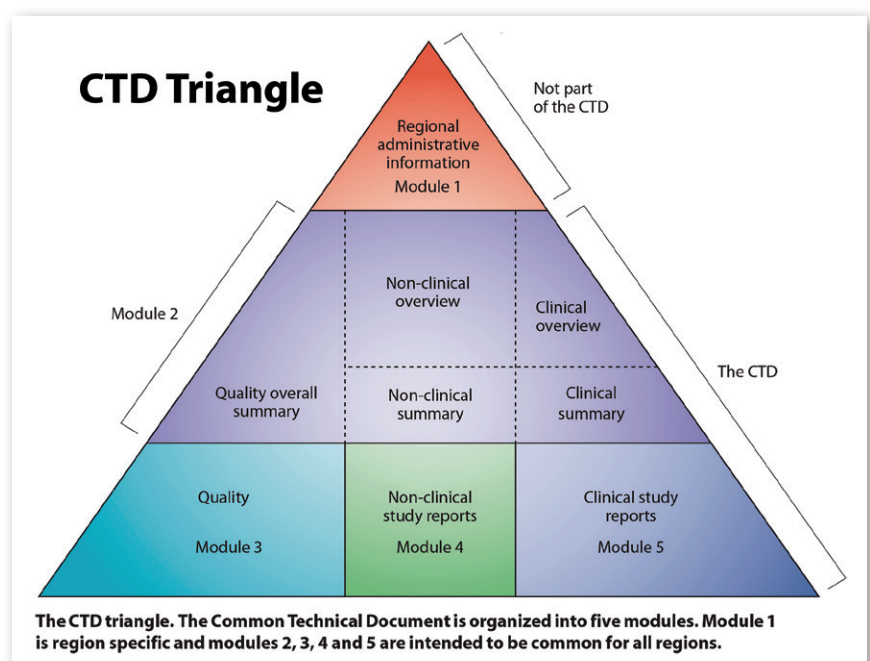 CTD Triangle
Not part
of the CTD
Regional
administrative
information
Module 1
Module 2
Non-clinical
overview
Clinical
overview
The CTD
Quality overall
summary
Non-clinical
summary
Clinical
summary
Quality
Module 3
Non-clinical
study reports
Module 4
Clinical study
reports
Module 5
The CTD triangle. The Common Technical Document is organized into five modules. Module 1
is region specific and modules 2, 3, 4 and 5 are intended to be common for all regions.